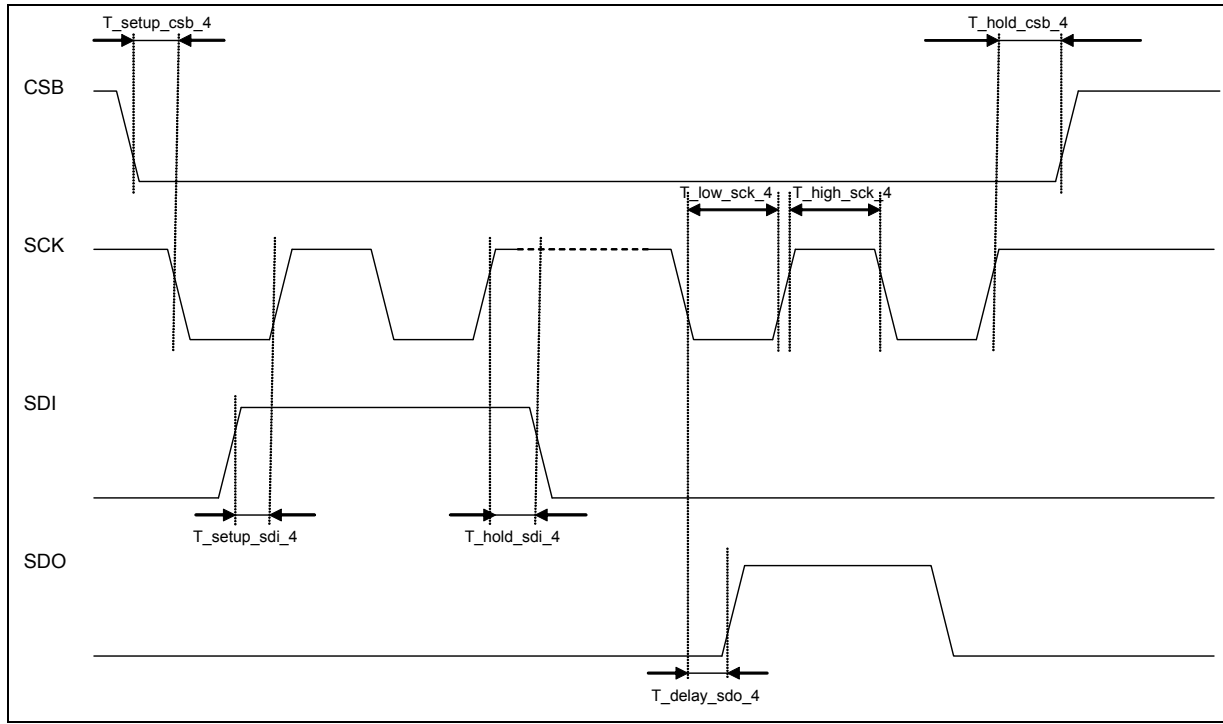 T_setup_csb_4
T_hold_csb_4
CSB
T_low_sck_4
T_high_sck_4
SCK
SDI
T_setup_sdi_4
T_hold_sdi_4
SDO
T_delay_sdo_4